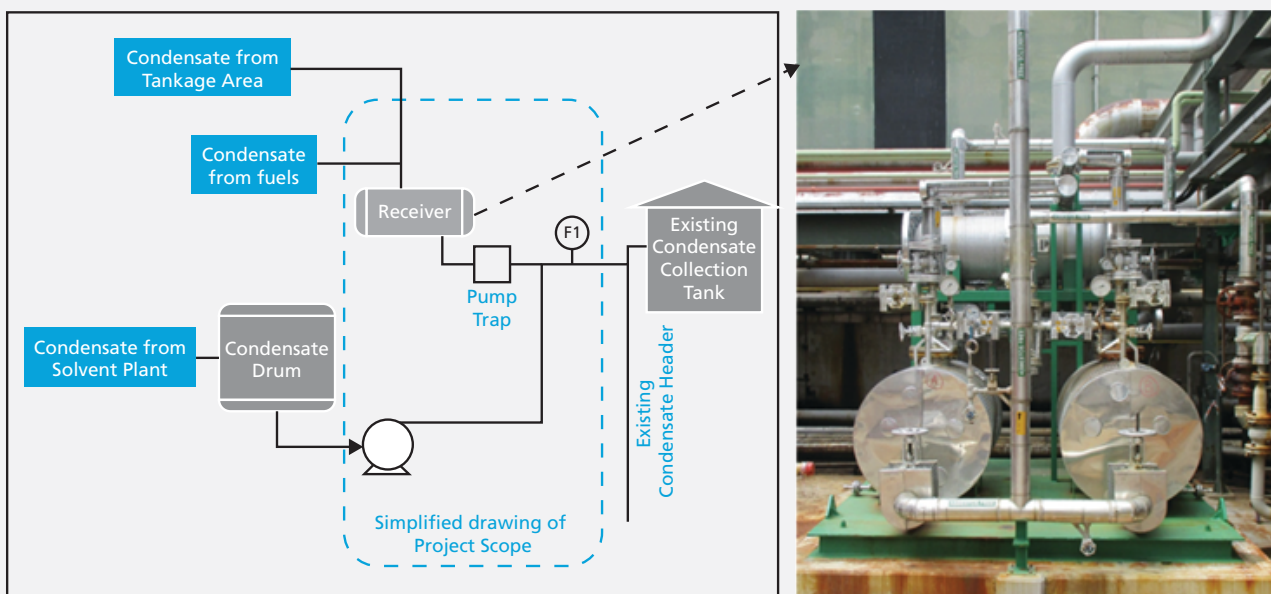 Condensate from
Tankage Area
Condensate
from fuels
Receiver
F1
Existing
Condensate
Collection
Tank
Pump
Trap
Condensate from
Solvent Plant
Condensate
Drum
Existing
Condensate Header
Simplified drawing of
Project Scope